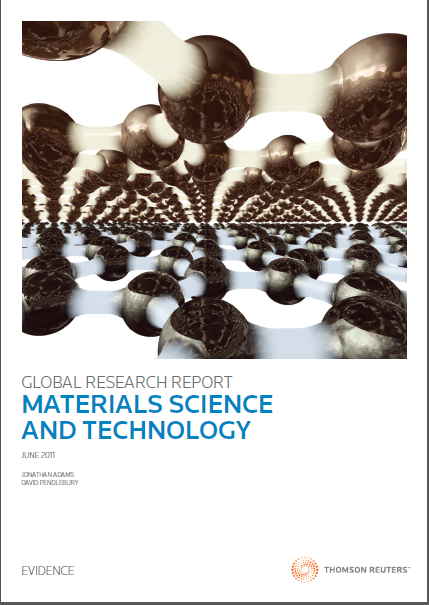 GLOBAL RESEARCH REPORT
MATERIALS SCIENCE
AND TECHNOLOGY
JUNE 2011
JONATHAN ADAMS
DAVID PENDLEBURY
EVIDENCE
THOMSON REUTERS